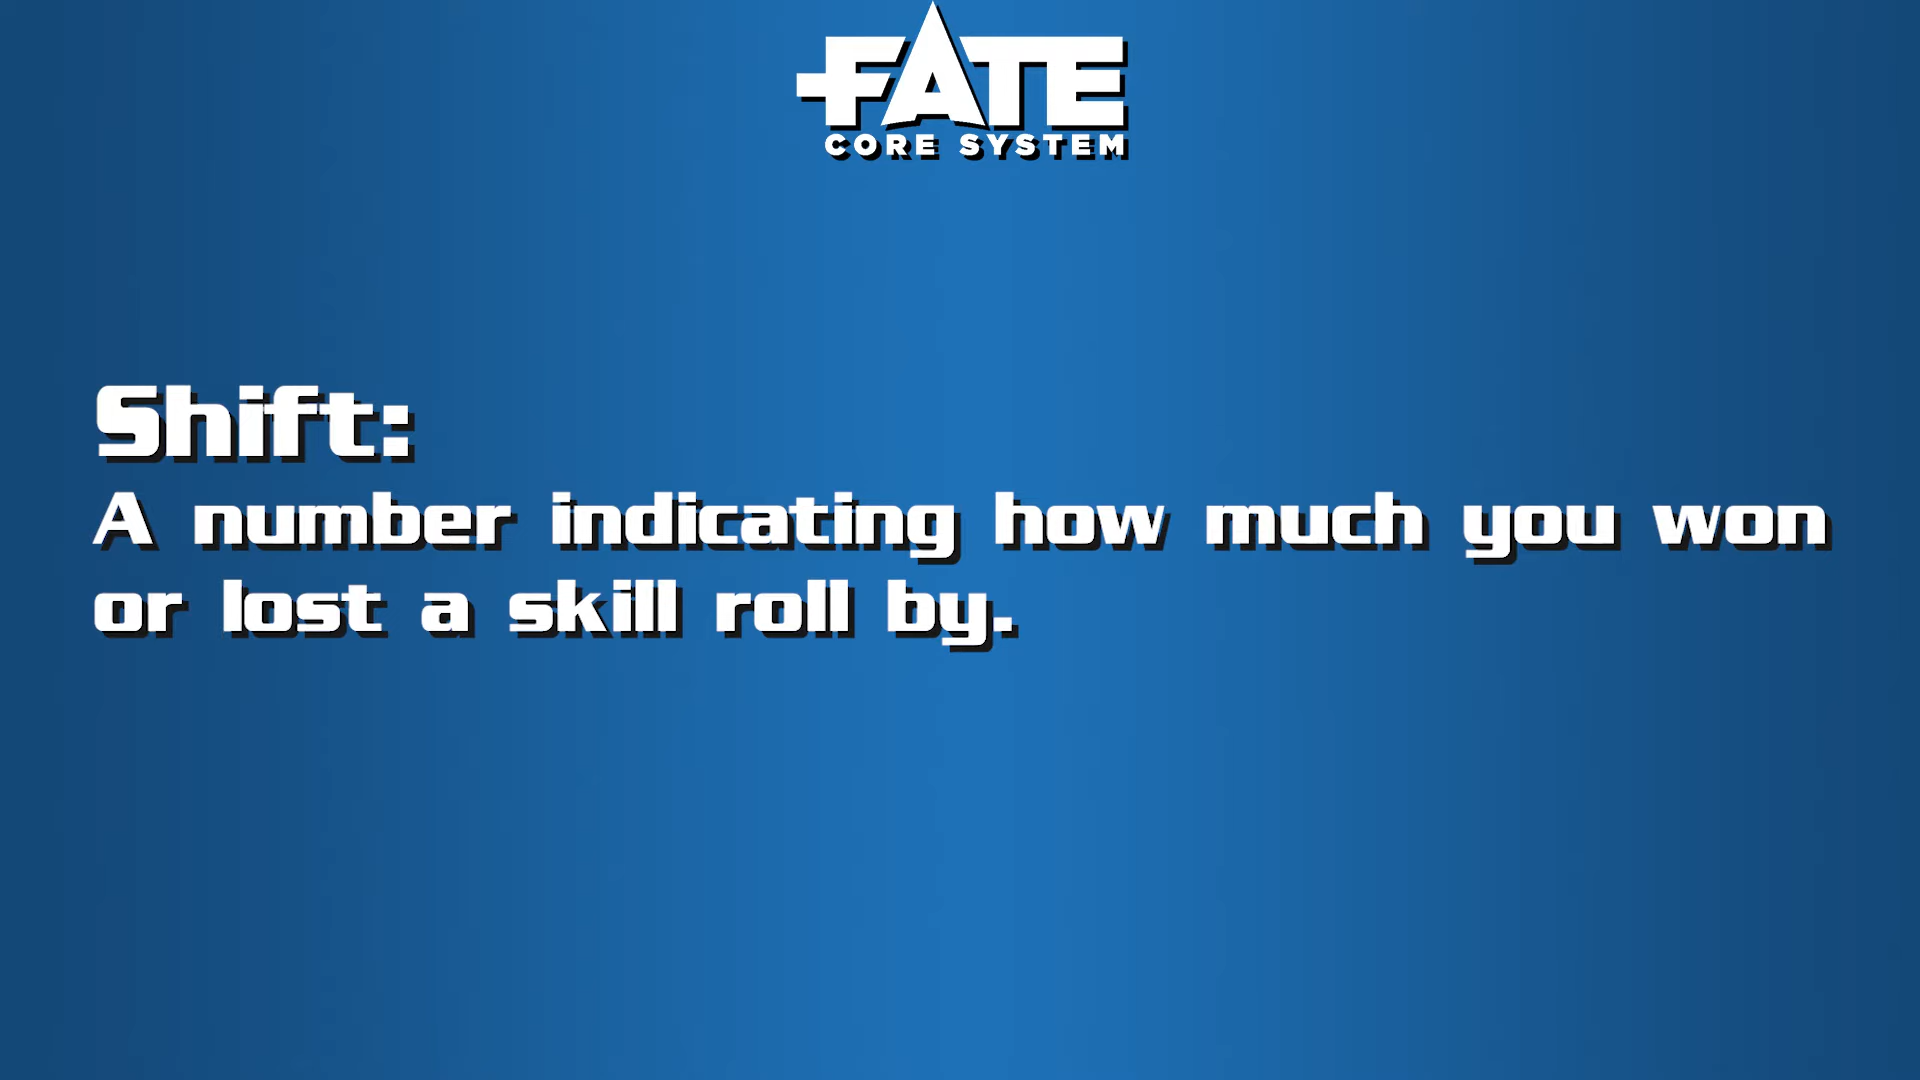 FATE
CORE SYSTEM
Shift:
A number indicating how much you won
or lost a skill roll by.